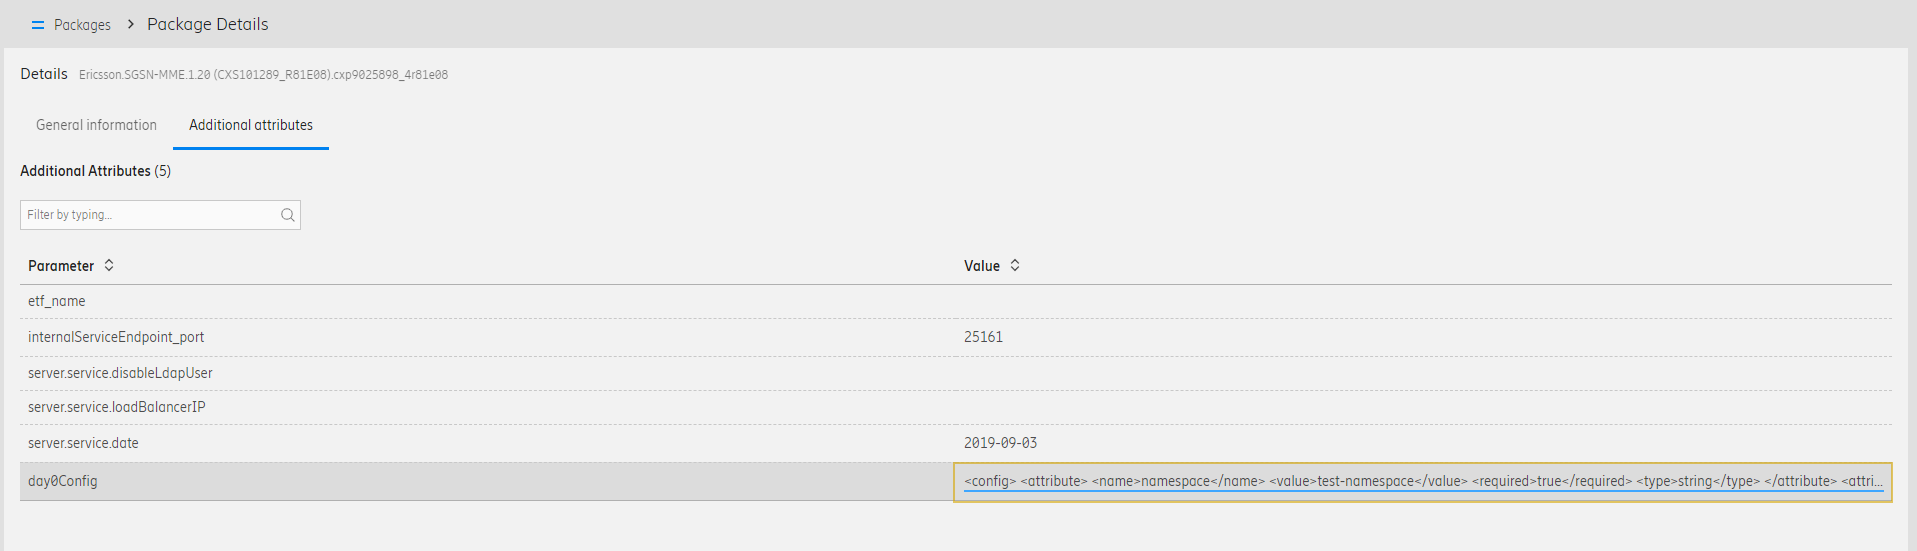 Packages > Package Details
Details Ericsson.SGSN-MME.1.20 (CXS101289_R81E08).cxp9025898_4r81e08
General information Additional attributes
Additional Attributes (5)
Filter by typing...
Parameter Value
etf_name
internalServiceEndpoint_port 25161
server.service.disableLdapUser
server.service.loadBalancerIP
server.service.date 2019-09-03
day0Config <config> <attribute> <name>namespace</name> <value>test-namespace</value> <required>true</required> <type>string</type> </attribute> <attri...